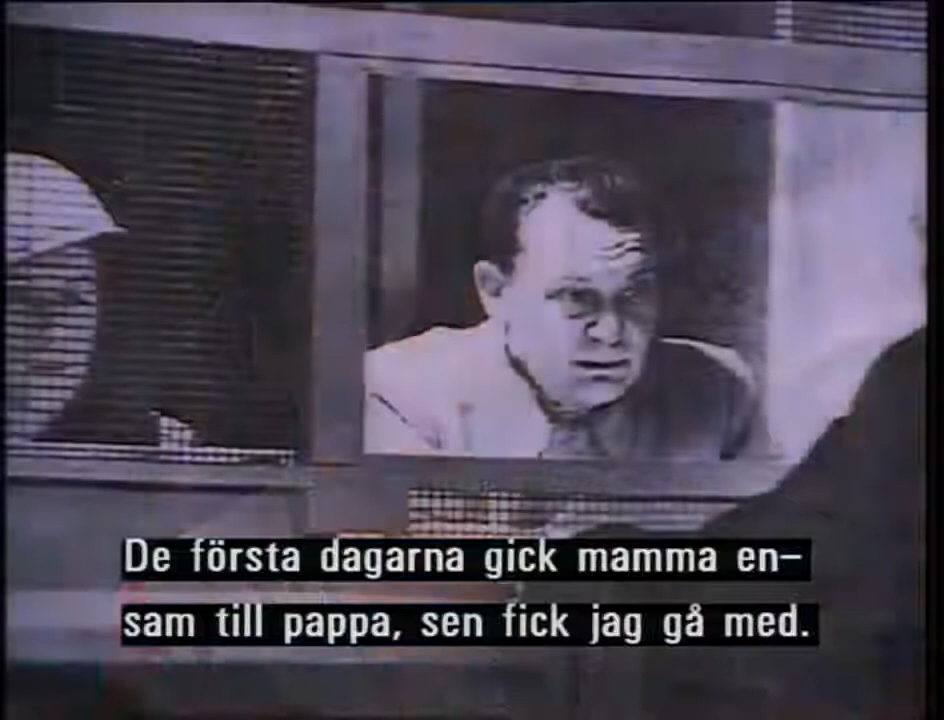 De första dagarna gick mamma en-
sam till pappa, sen fick jag gå med.